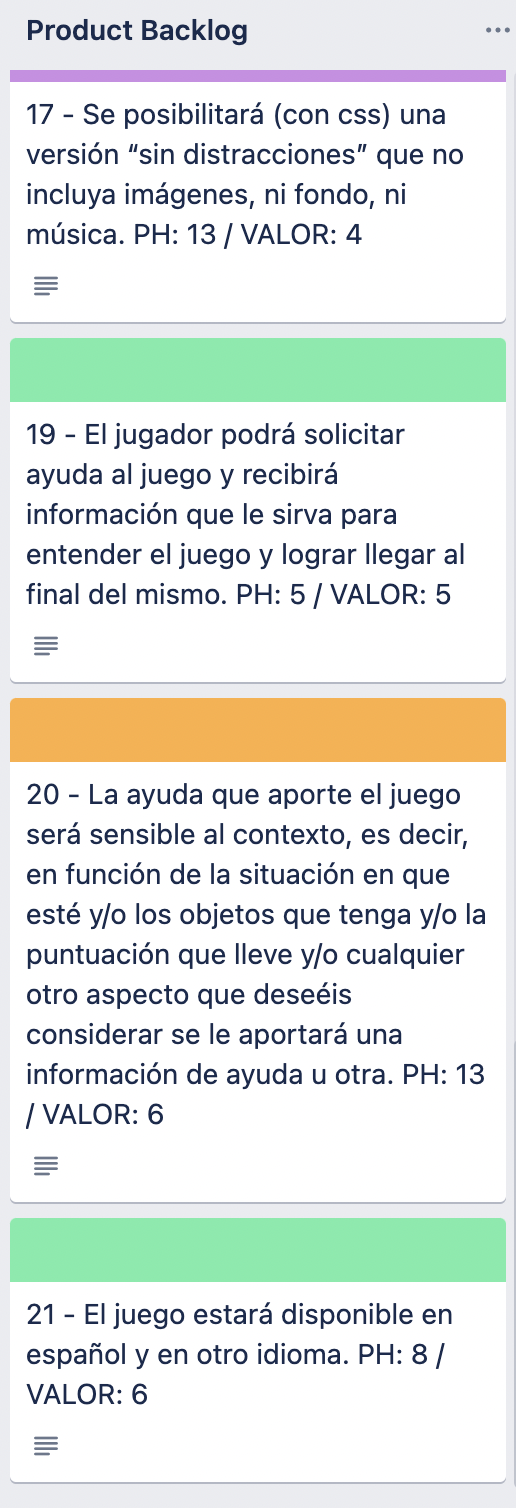 Product Backlog
17 - Se posibilitará (con css) una
versión “sin distracciones” que no
incluya imágenes, ni fondo, ni
música. PH: 13 / VALOR: 4
19 - El jugador podrá solicitar
ayuda al juego y recibirá
información que le sirva para
entender el juego y lograr llegar al
final del mismo. PH: 5 / VALOR: 5
20 - La ayuda que aporte el juego
será sensible al contexto, es decir,
en función de la situación en que
esté y/o los objetos que tenga y/o la
puntuación que lleve y/o cualquier
otro aspecto que deseéis
considerar se le aportará una
información de ayuda u otra. PH: 13
/ VALOR: 6
21 - El juego estará disponible en
español y en otro idioma. PH: 8 /
VALOR: 6